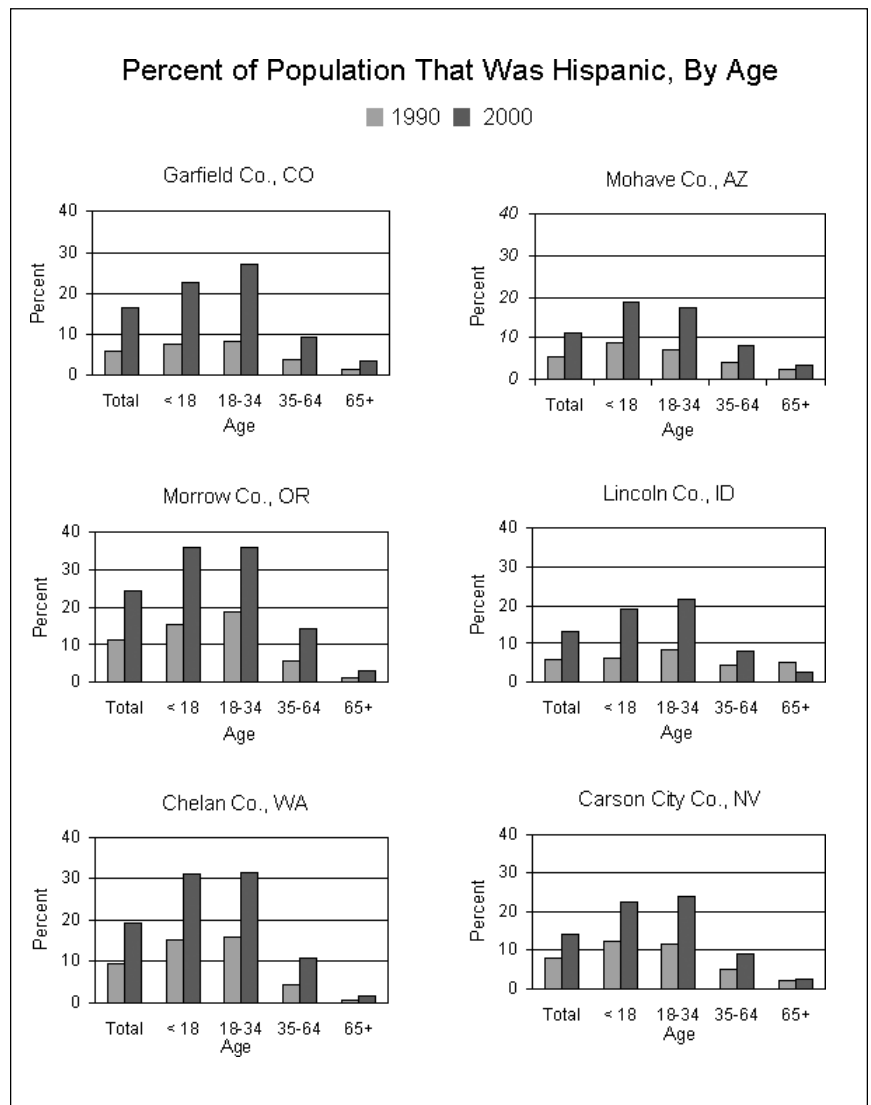 Percent of Population That Was Hispanic, By Age
1990 2000
Garfield Co., CO
40
30
20
10
0
Percent
Total < 18 18-34 35-64 65+
Age
Mohave Co., AZ
40
30
20
10
0
Percent
Total < 18 18-34 35-64 65+
Age
Morrow Co., OR
40
30
20
10
0
Percent
Total < 18 18-34 35-64 65+
Age
Lincoln Co., ID
40
30
20
10
0
Percent
Total < 18 18-34 35-64 65+
Age
Chelan Co., WA
40
30
20
10
0
Percent
Total < 18 18-34 35-64 65+
Age
Carson City Co., NV
40
30
20
10
0
Percent
Total < 18 18-34 35-64 65+
Age